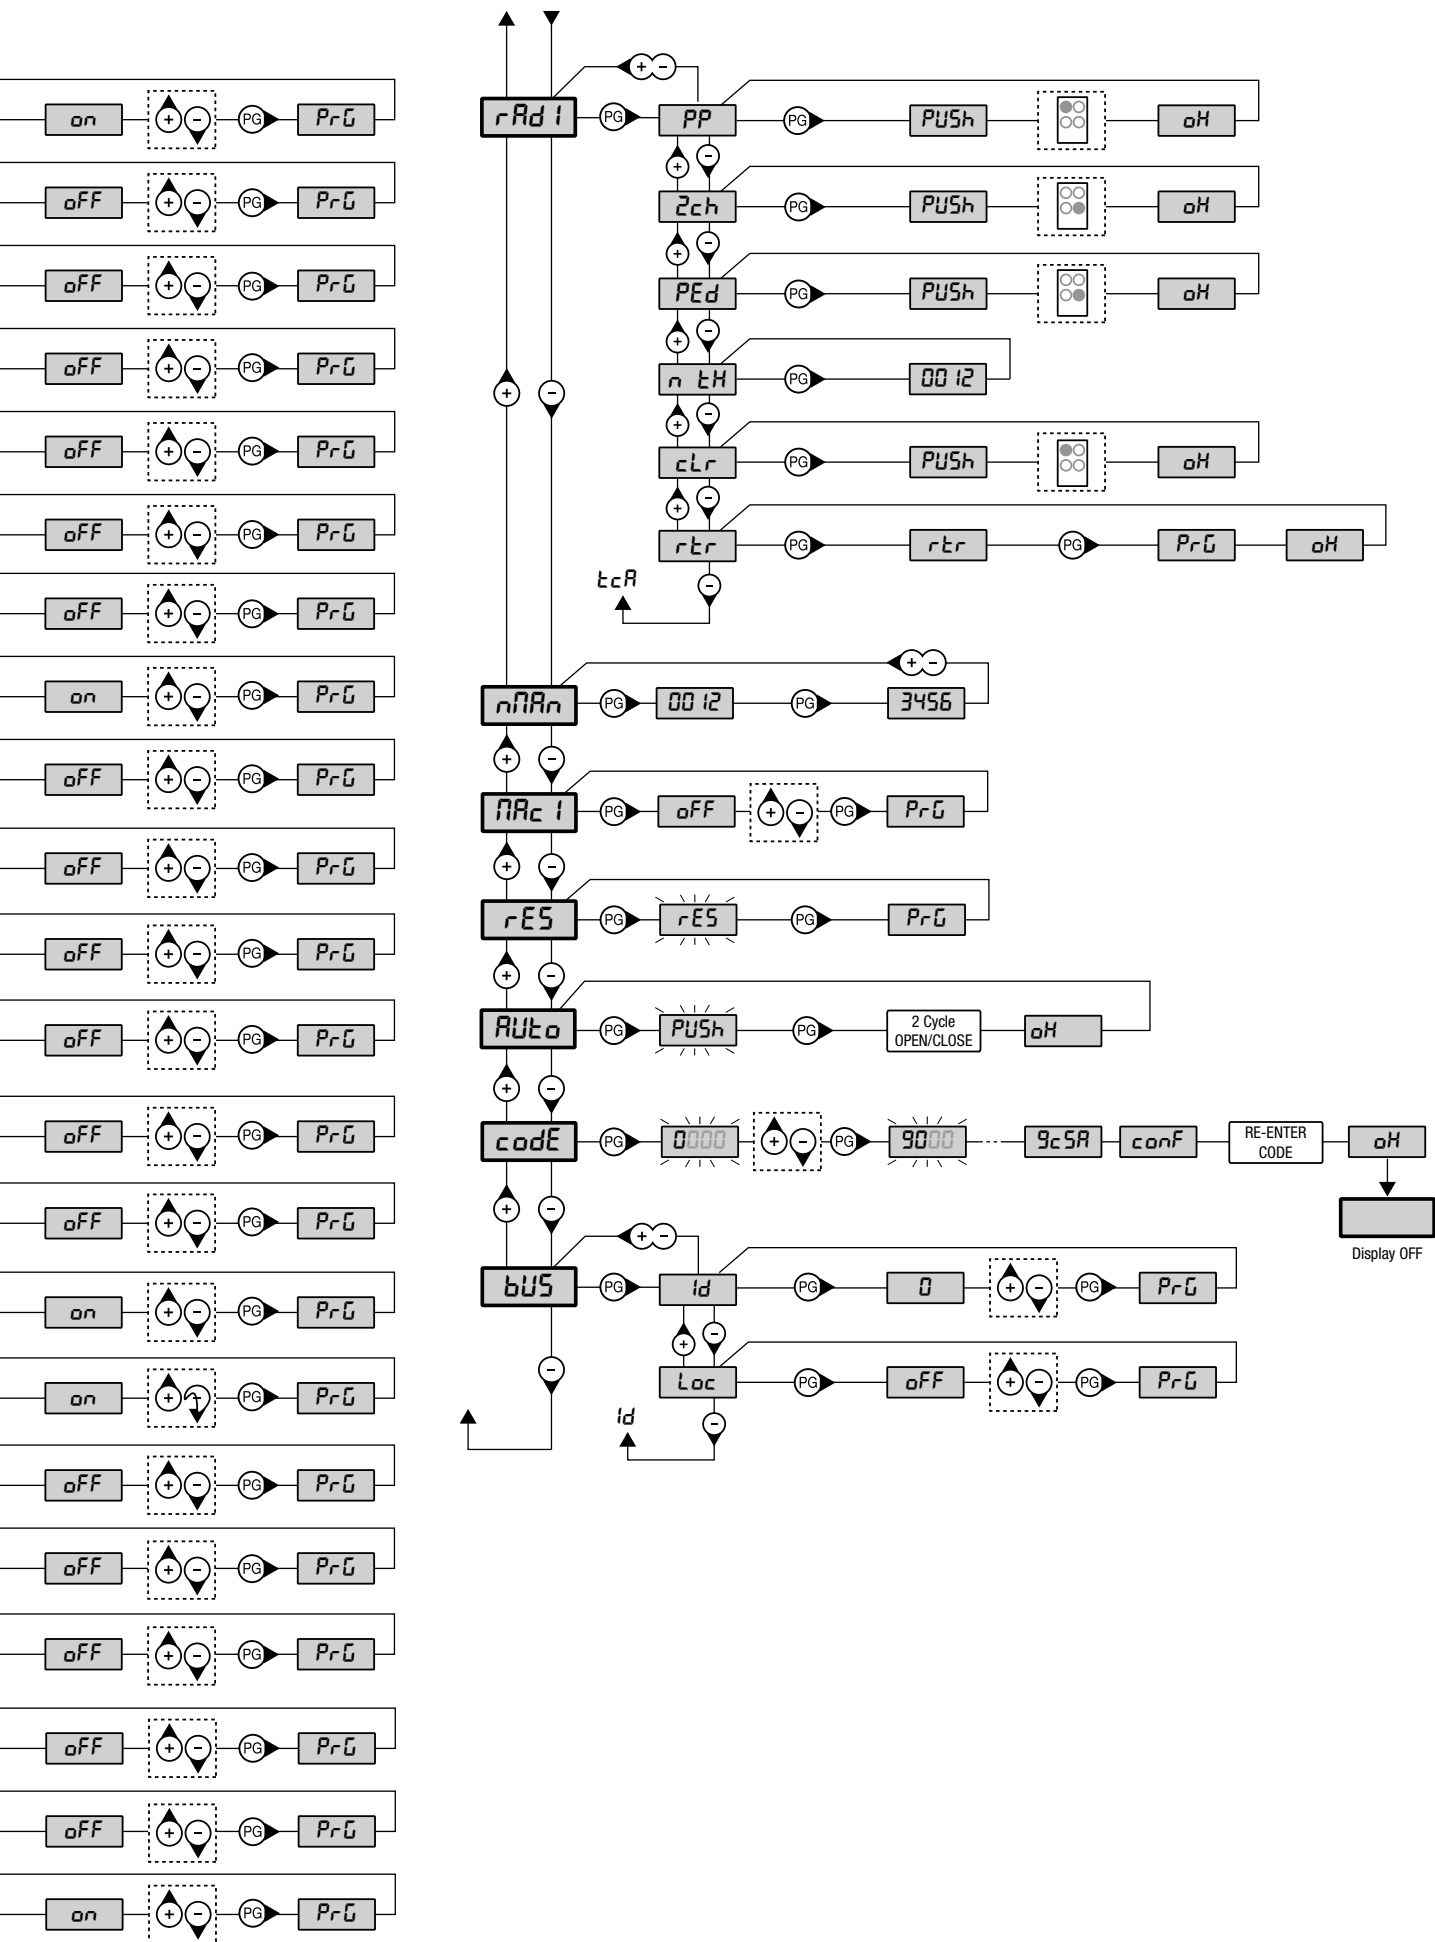 on + - PG PrG
oFF + - PG PrG
oFF + - PG PrG
oFF + - PG PrG
oFF + - PG PrG
oFF + - PG PrG
oFF + - PG PrG
on + - PG PrG
oFF + - PG PrG
oFF + - PG PrG
oFF + - PG PrG
oFF + - PG PrG
oFF + - PG PrG
oFF + - PG PrG
on + - PG PrG
on + PG PrG
oFF + - PG PrG
oFF + - PG PrG
oFF + - PG PrG
oFF + - PG PrG
oFF + - PG PrG
on + - PG PrG
+ -
rAdI PG PP PG PUSh oH
+ -
2ch PG PUSh oH
+ -
PEd PG PUSh oH
+ -
n tH PG 0012
+ -
+ -
cLr PG PUSh oH
+ -
rtr PG rtr PG PrG oH
tcA -
+ -
nMAn PG 0012 PG 3456
+ -
MAc1 PG oFF + - PG PrG
+ -
rES PG rES PG PrG
+ -
AUto PG PUSh PG 2 Cycle
OPEN/CLOSE oH
+ -
codE PG 0000 + - PG 9000 9c5A conF RE-ENTER
CODE oH
+ -
Display OFF
+ -
bUS PG Id PG 0 + - PG PrG
+ -
Loc PG oFF + - PG PrG
-
Id -